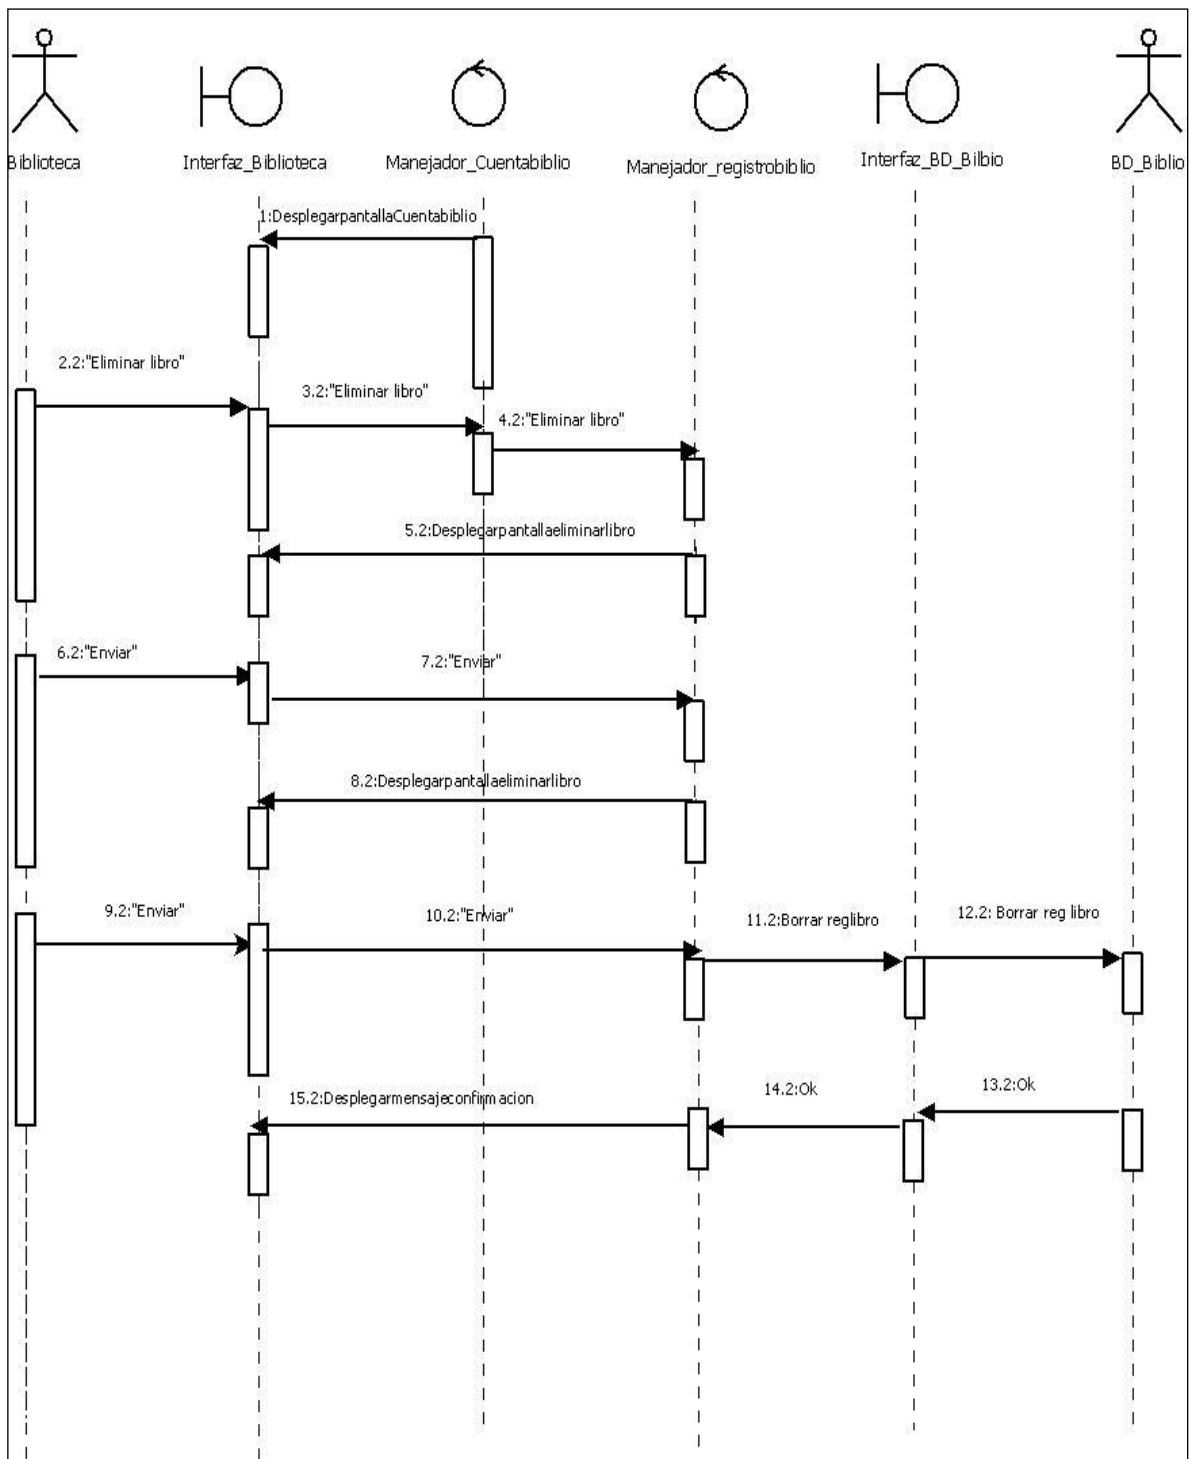 Biblioteca
Interfaz_Biblioteca
Manejador_Cuentabiblio
Manejador_registrobiblio
Interfaz_BD_Bilbio
BD_Biblio
1:DesplegarpantallaCuentabiblio
2.2:"Eliminar libro"
3.2:"Eliminar libro"
4.2:"Eliminar libro"
5.2:Desplegarpantallaeliminarlibro
6.2:"Enviar"
7.2:"Enviar"
8.2:Desplegarpantallaeliminarlibro
9.2:"Enviar"
10.2:"Enviar"
11.2:Borrar reglibro
12.2: Borrar reg libro
13.2:Ok
14.2:Ok
15.2:Desplegarmensajeconfirmacion